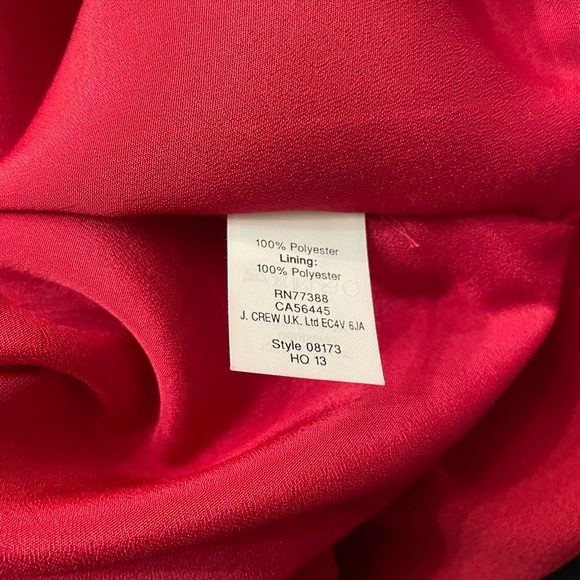 100% Polyester
Lining:
100% Polyester
RN77388
CA56445
J. CREW U.K. Ltd EC4V 6JA
Style 08173
HO 13